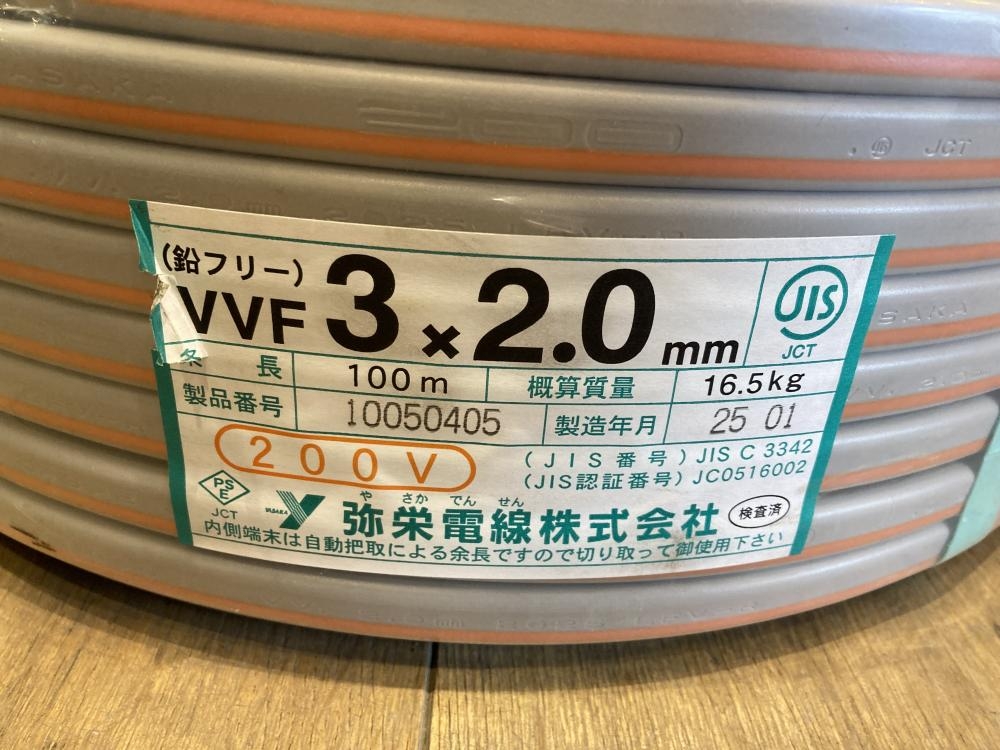 ASAKA 200 JIS JCT
SAKA
(鉛フリー)
VVF 3×2.0mm
JIS
JCT
条長 100m 概算質量 16.5kg
製品番号 10050405 製造年月 25 01
200V
(JIS番号) JIS C 3342
(JIS認証番号) JC0516002
PSE
JCT
YASAKA
や さか でん せん
弥栄電線株式会社
検査済
内側端末は自動把取による余長ですので切り取って御使用下さい